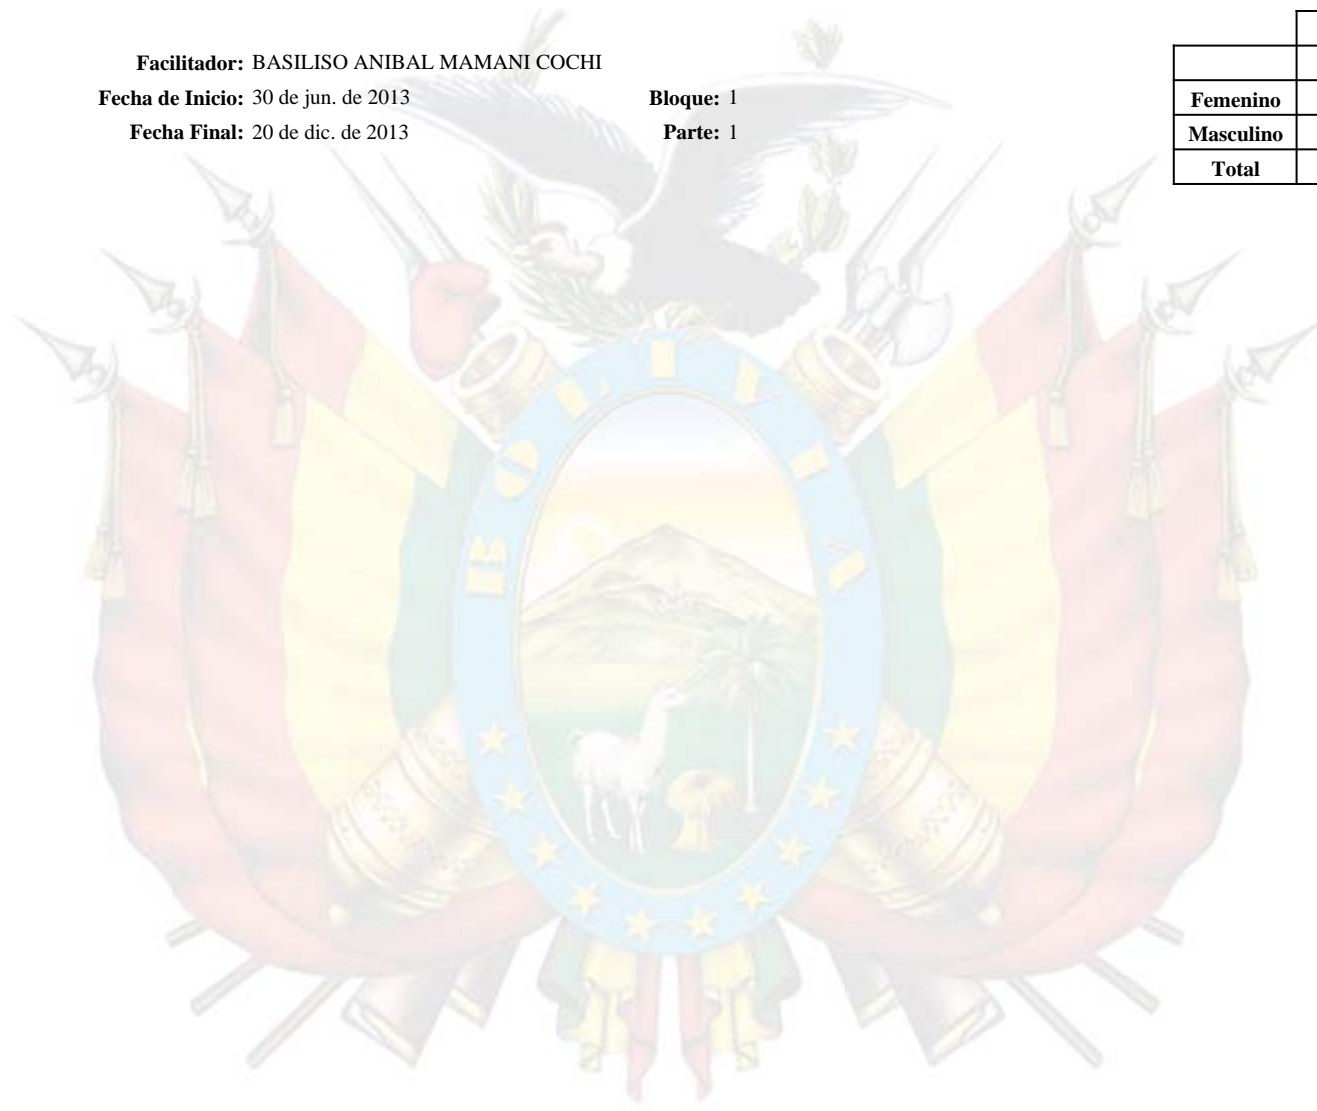 Facilitador: BASILISO ANIBAL MAMANI COCHI
Fecha de Inicio: 30 de jun. de 2013 Bloque: 1
Fecha Final: 20 de dic. de 2013 Parte: 1
Femenino
Masculino
Total
BOLIVIA